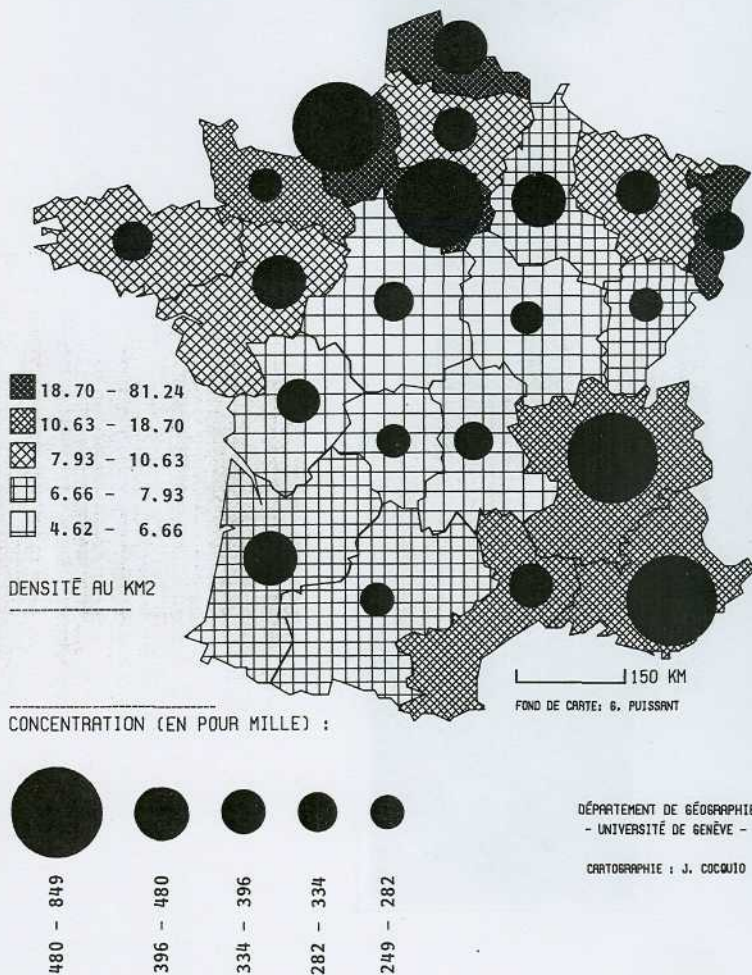 18.70 - 81.24
10.63 - 18.70
7.93 - 10.63
6.66 - 7.93
4.62 - 6.66
DENSITÉ AU KM2
150 KM
FOND DE CARTE: G. PUISSANT
CONCENTRATION (EN POUR MILLE) :
480 - 849
396 - 480
334 - 396
282 - 334
249 - 282
DÉPARTEMENT DE GÉOGRAPHIE
- UNIVERSITÉ DE GENÈVE -
CARTOGRAPHIE : J. COCQUIO